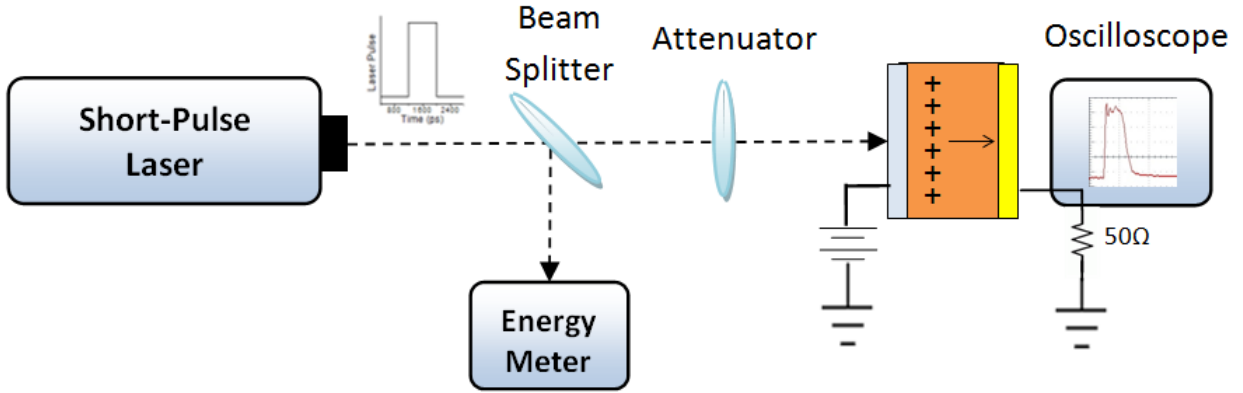 Short-Pulse
Laser
Laser Pulse
800 1600 2400
Time (ps)
Beam
Splitter
Attenuator
Oscilloscope
+
+
+
+
+
+
50Ω
Energy
Meter